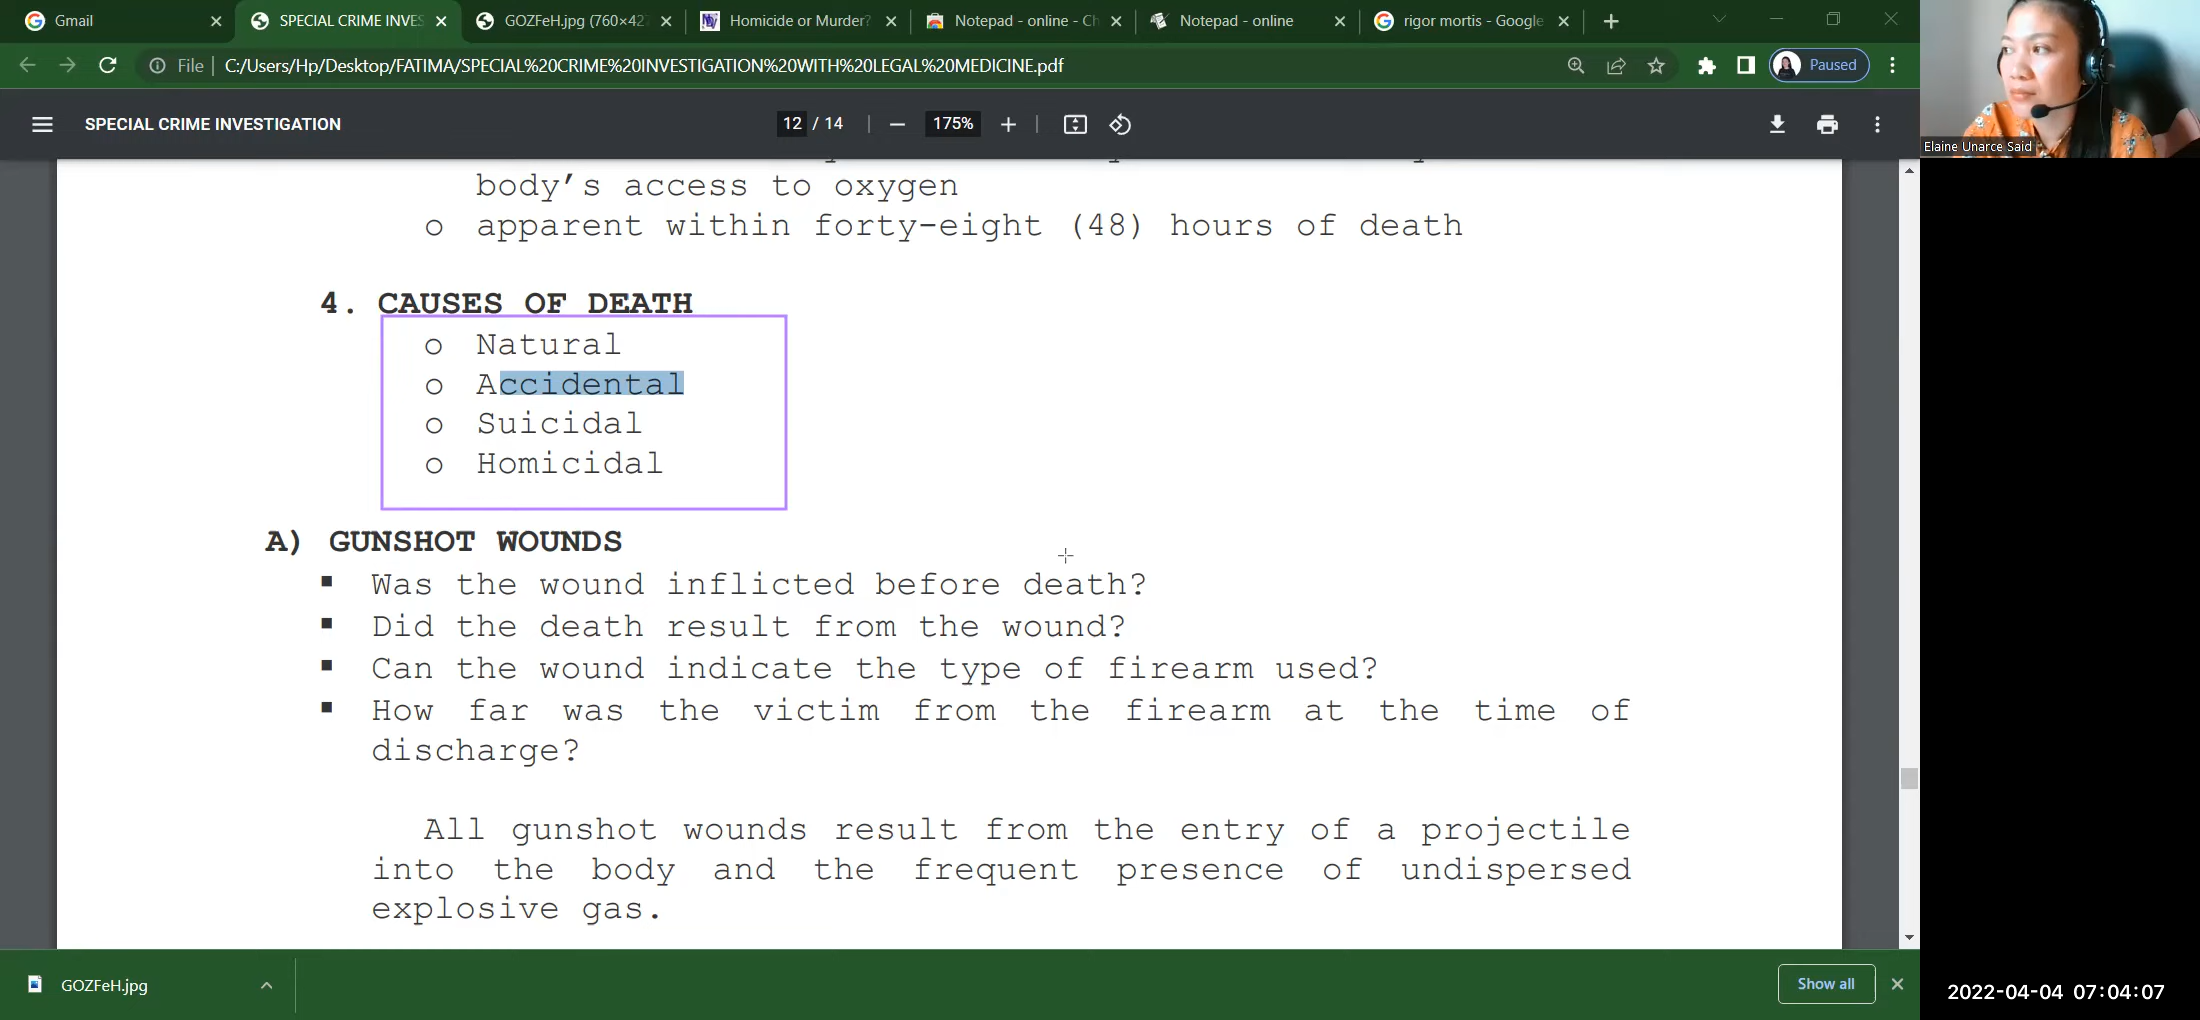 Gmail
SPECIAL CRIME INVES
GOZFeH.jpg (760×427
Homicide or Murder?
Notepad - online - Ch
Notepad - online
rigor mortis - Google
File
C:/Users/Hp/Desktop/FATIMA/SPECIAL%20CRIME%20INVESTIGATION%20WITH%20LEGAL%20MEDICINE.pdf
Paused
SPECIAL CRIME INVESTIGATION
12 / 14
175%
Elaine Unarce Said
body’s access to oxygen
o apparent within forty-eight (48) hours of death
4. CAUSES OF DEATH
o Natural
o Accidental
o Suicidal
o Homicidal
A) GUNSHOT WOUNDS
▪ Was the wound inflicted before death?
▪ Did the death result from the wound?
▪ Can the wound indicate the type of firearm used?
▪ How far was the victim from the firearm at the time of
discharge?
All gunshot wounds result from the entry of a projectile
into the body and the frequent presence of undispersed
explosive gas.
GOZFeH.jpg
Show all
2022-04-04 07:04:07